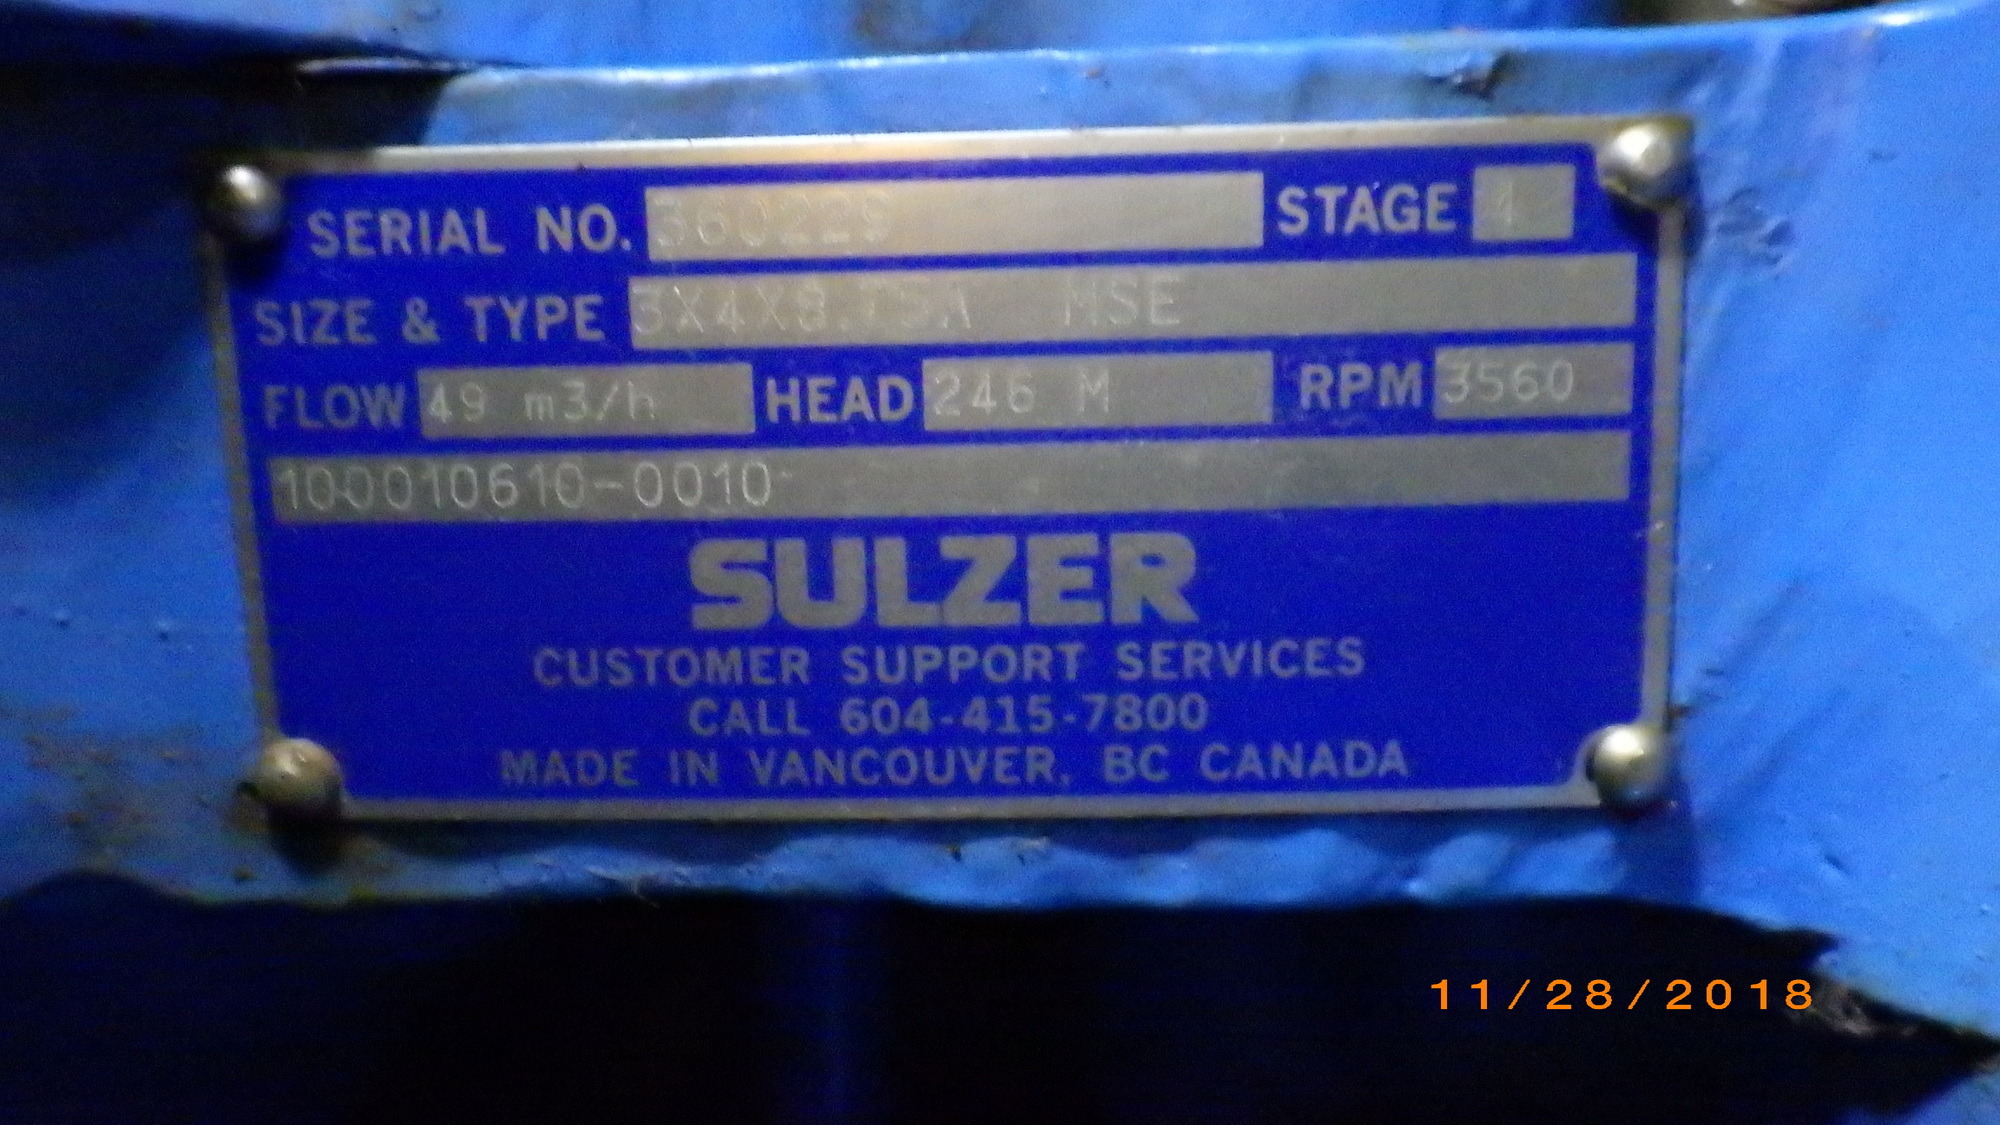 SERIAL NO. 360229 STAGE 1
SIZE & TYPE 3X4X8.75A MSE
FLOW 49 m3/h HEAD 246 M RPM 3560
100010610-0010
SULZER
CUSTOMER SUPPORT SERVICES
CALL 604-415-7800
MADE IN VANCOUVER, BC CANADA
11/28/2018